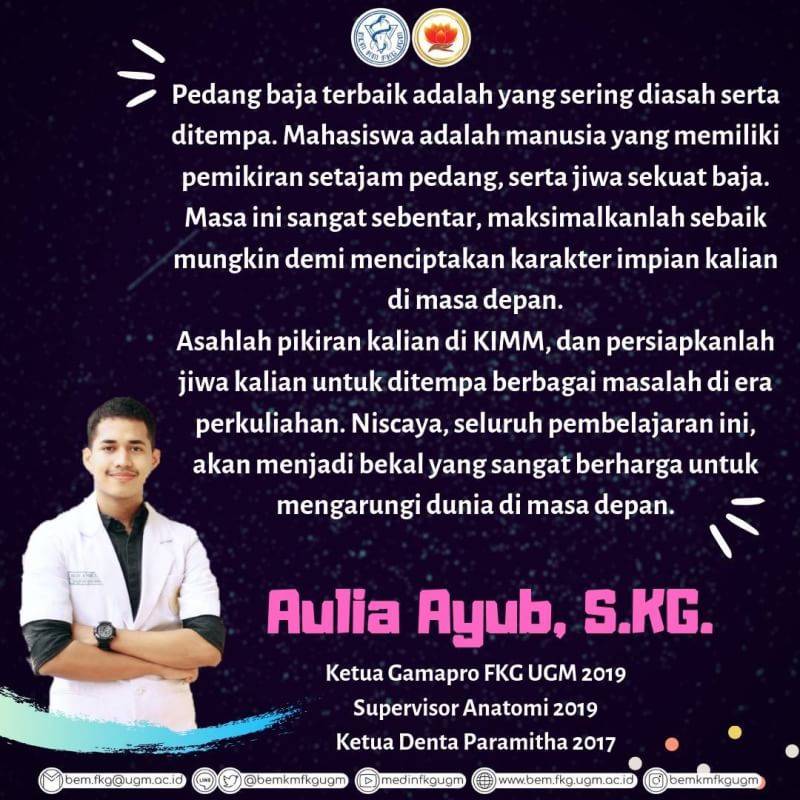 Pedang baja terbaik adalah yang sering diasah serta
ditempa. Mahasiswa adalah manusia yang memiliki
pemikiran setajam pedang, serta jiwa sekuat baja.
Masa ini sangat sebentar, maksimalkanlah sebaik
mungkin demi menciptakan karakter impian kalian
di masa depan.
Asahlah pikiran kalian di KIMM, dan persiapkanlah
jiwa kalian untuk ditempa berbagai masalah di era
perkuliahan. Niscaya, seluruh pembelajaran ini,
akan menjadi bekal yang sangat berharga untuk
mengarungi dunia di masa depan.
Aulia Ayub, S.KG.
Ketua Gamapro FKG UGM 2019
Supervisor Anatomi 2019
Ketua Denta Paramitha 2017
bem.fkg@ugm.ac.id LINE @bemkmfkgugm medinfkgugm www.bem.fkg.ugm.ac.id bemkmfkgugm